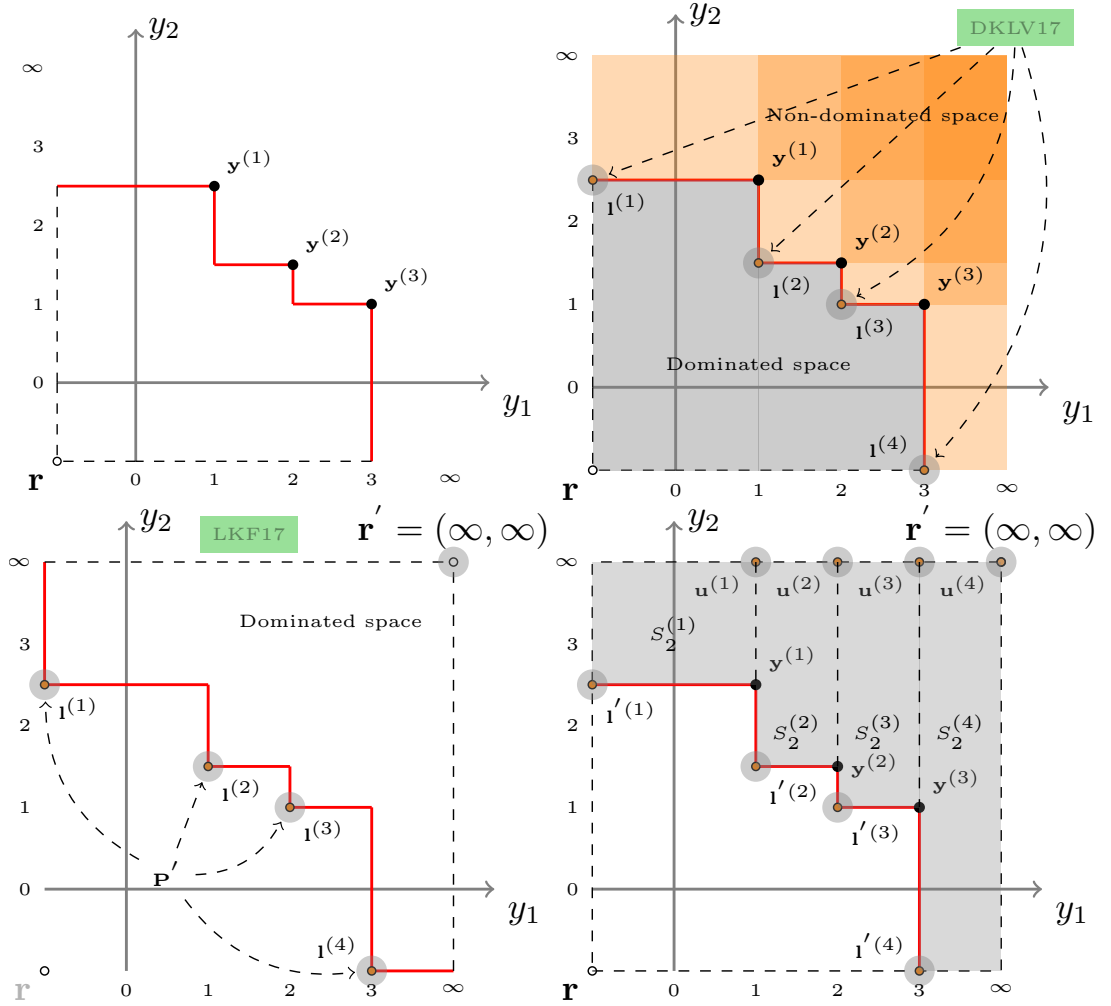 y₂
∞
3
y⁽¹⁾
2
y⁽²⁾
y⁽³⁾
1
0
y₁
r
0
1
2
3
∞
y₂
DKLV17
∞
Non-dominated space
3
y⁽¹⁾
l⁽¹⁾
2
y⁽²⁾
l⁽²⁾
y⁽³⁾
1
l⁽³⁾
Dominated space
0
y₁
l⁽⁴⁾
r
0
1
2
3
∞
y₂
LKF17
r′ = (∞, ∞)
∞
Dominated space
3
l⁽¹⁾
2
l⁽²⁾
1
l⁽³⁾
P′
0
y₁
l⁽⁴⁾
r
0
1
2
3
∞
y₂
r′ = (∞, ∞)
∞
u⁽¹⁾
u⁽²⁾
u⁽³⁾
u⁽⁴⁾
S₂⁽¹⁾
3
y⁽¹⁾
l′⁽¹⁾
2
S₂⁽²⁾
S₂⁽³⁾
S₂⁽⁴⁾
y⁽²⁾
l′⁽²⁾
y⁽³⁾
1
l′⁽³⁾
0
y₁
l′⁽⁴⁾
r
0
1
2
3
∞